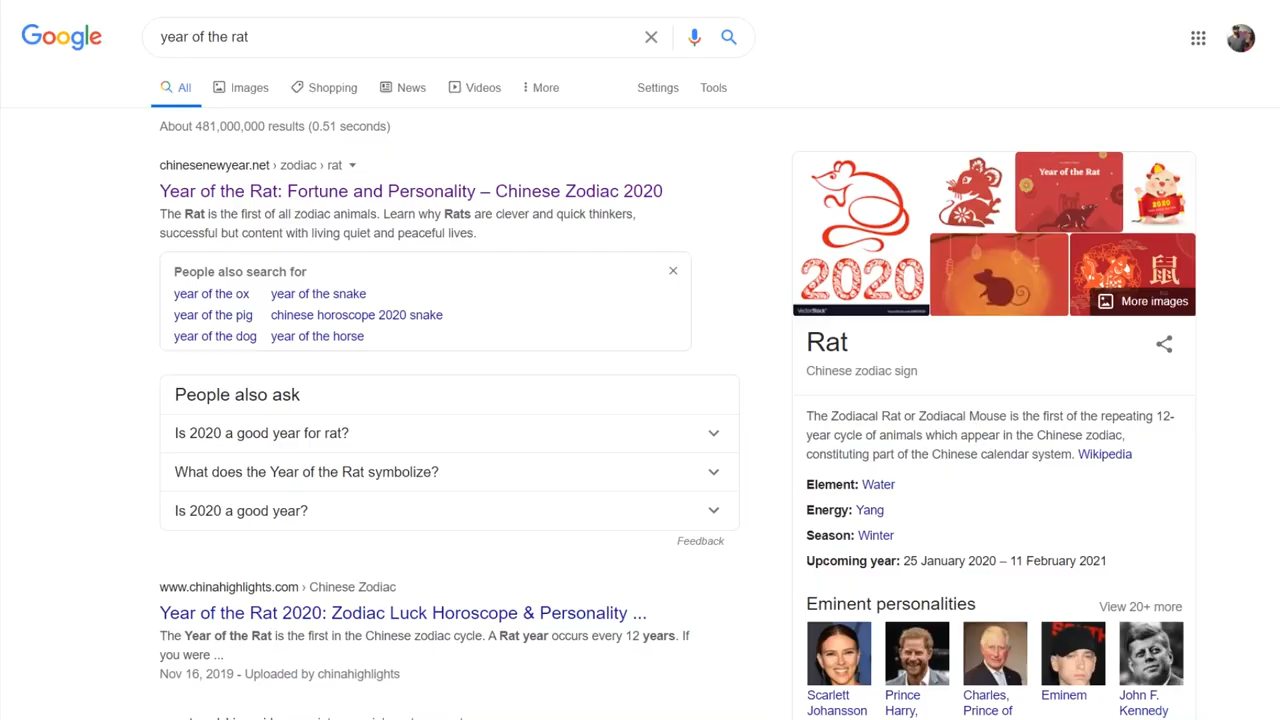 Google
year of the rat
All
Images
Shopping
News
Videos
More
Settings
Tools
About 481,000,000 results (0.51 seconds)
chinesenewyear.net › zodiac › rat
Year of the Rat: Fortune and Personality – Chinese Zodiac 2020
The Rat is the first of all zodiac animals. Learn why Rats are clever and quick thinkers,
successful but content with living quiet and peaceful lives.
People also search for
year of the ox
year of the snake
year of the pig
chinese horoscope 2020 snake
year of the dog
year of the horse
People also ask
Is 2020 a good year for rat?
What does the Year of the Rat symbolize?
Is 2020 a good year?
Feedback
www.chinahighlights.com › Chinese Zodiac
Year of the Rat 2020: Zodiac Luck Horoscope & Personality ...
The Year of the Rat is the first in the Chinese zodiac cycle. A Rat year occurs every 12 years. If
you were ...
Nov 16, 2019 - Uploaded by chinahighlights
2020
VectorStock
Year of the Rat
2020
鼠
More images
Rat
Chinese zodiac sign
The Zodiacal Rat or Zodiacal Mouse is the first of the repeating 12-
year cycle of animals which appear in the Chinese zodiac,
constituting part of the Chinese calendar system. Wikipedia
Element: Water
Energy: Yang
Season: Winter
Upcoming year: 25 January 2020 – 11 February 2021
Eminent personalities
View 20+ more
Scarlett
Johansson
Prince
Harry,
Charles,
Prince of
Eminem
John F.
Kennedy